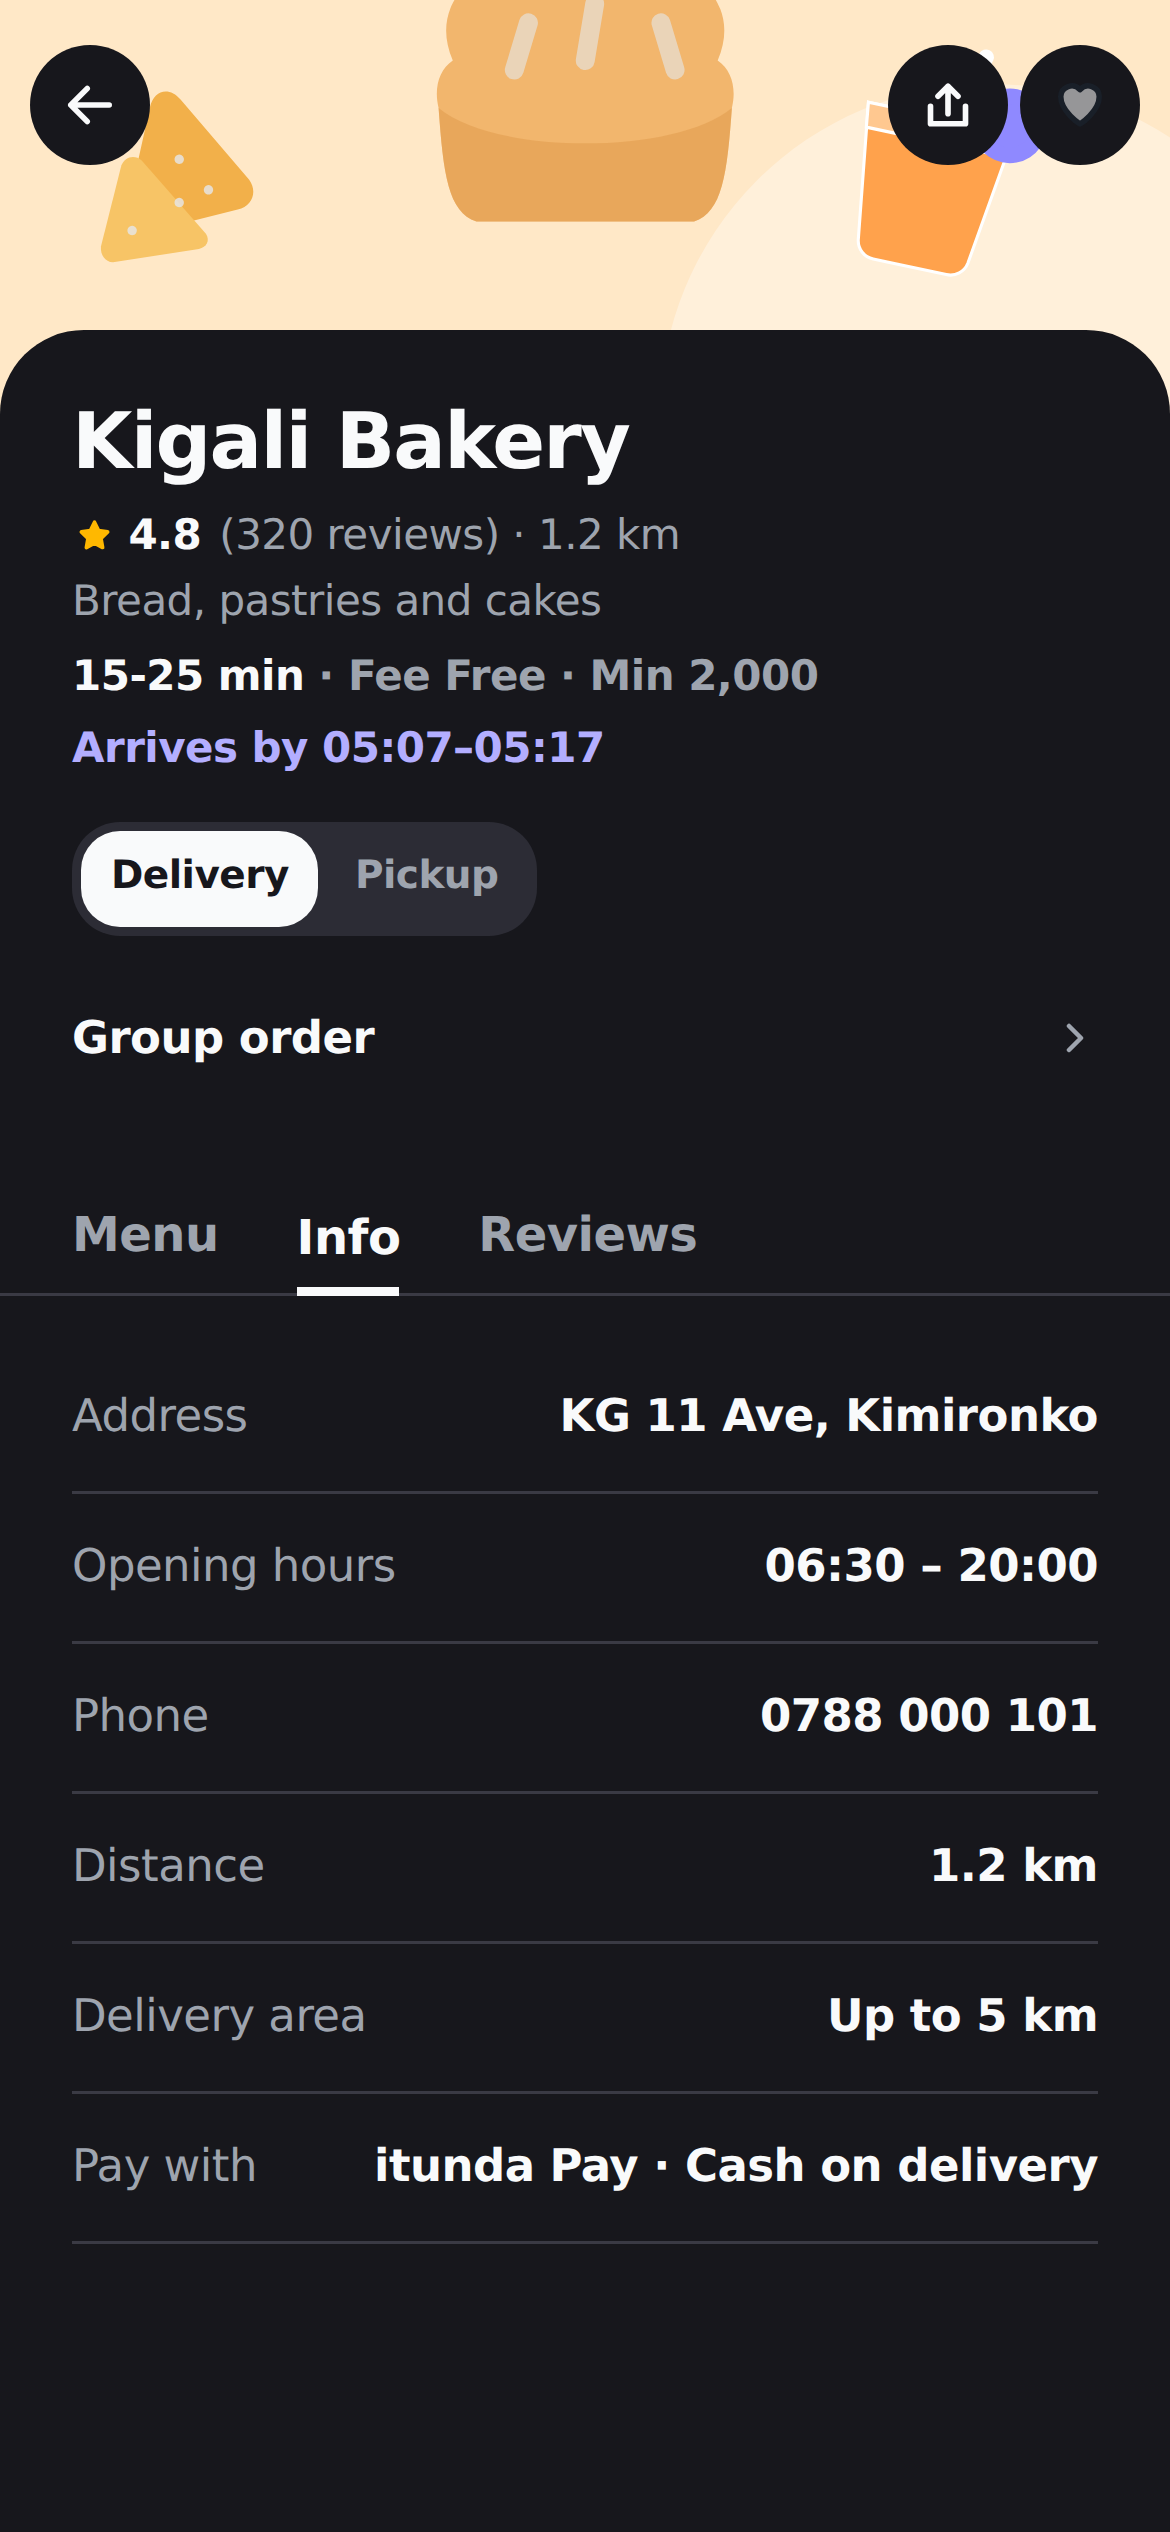 Kigali Bakery
4.8 (320 reviews) · 1.2 km
Bread, pastries and cakes
15-25 min · Fee Free · Min 2,000
Arrives by 05:07–05:17
Delivery Pickup
Group order
Menu Info Reviews
Address KG 11 Ave, Kimironko
Opening hours 06:30 – 20:00
Phone 0788 000 101
Distance 1.2 km
Delivery area Up to 5 km
Pay with itunda Pay · Cash on delivery